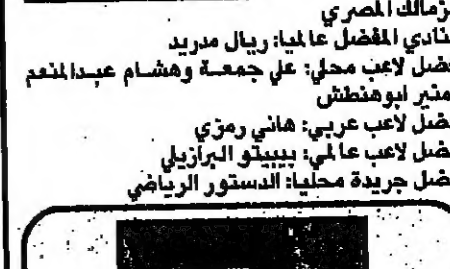 زمالك المصري
نادي المفضل عالميا: ريال مدريد
فضل لاعب محلي: علي جمعة وهشام عبدالمنعم
منير ابوهنطش
فضل لاعب عربي: هاني رمزي
فضل لاعب عالمي: بيبيتو البرازيلي
فضل جريدة محليا: الدستور الرياضي